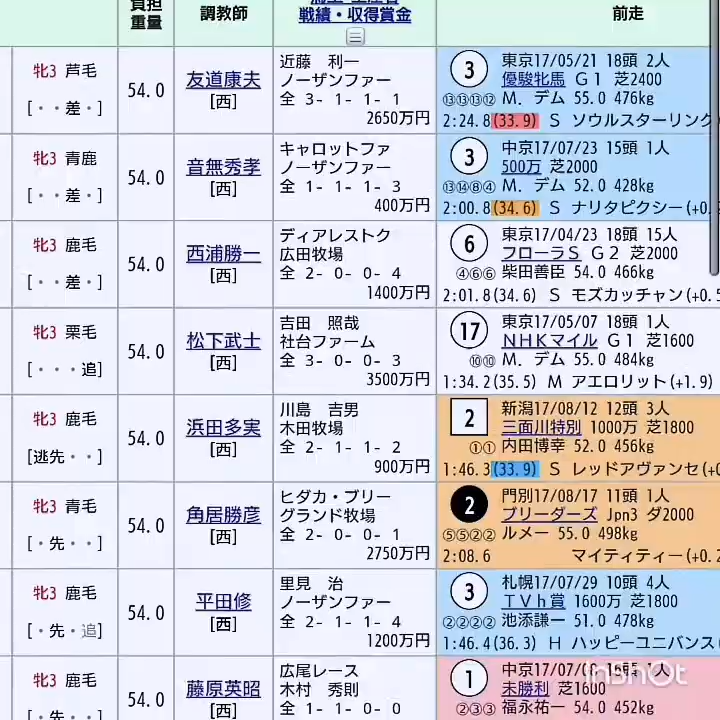 負担
重量
調教師
戦績・収得賞金
前走
牝3 芦毛
[・・差・]
54.0
友道康夫
[西]
近藤 利一
ノーザンファー
全 3- 1- 1- 1
2650万円
3
東京17/05/21 18頭 2人
優駿牝馬 Ｇ１ 芝2400
⑬⑬⑬⑫ Ｍ．デム 55.0 476kg
2:24.8(33.9) Ｓ ソウルスターリング
牝3 青鹿
[・・差・]
54.0
音無秀孝
[西]
キャロットファ
ノーザンファー
全 1- 1- 1- 3
400万円
3
中京17/07/23 15頭 1人
500万 芝2000
⑬⑭⑧④ Ｍ．デム 52.0 428kg
2:00.8(34.6) Ｓ ナリタピクシー(+0.
牝3 鹿毛
[・・差・]
54.0
西浦勝一
[西]
ディアレストク
広田牧場
全 2- 0- 0- 4
1400万円
6
東京17/04/23 18頭 15人
フローラＳ Ｇ２ 芝2000
④⑥⑥ 柴田善臣 54.0 466kg
2:01.8(34.6) Ｓ モズカッチャン(+0.5
牝3 栗毛
[・・・追]
54.0
松下武士
[西]
吉田 照哉
社台ファーム
全 3- 0- 0- 3
3500万円
17
東京17/05/07 18頭 1人
ＮＨＫマイル Ｇ１ 芝1600
⑩⑩ Ｍ．デム 55.0 484kg
1:34.2(35.5) Ｍ アエロリット(+1.9)
牝3 鹿毛
[逃先・・]
54.0
浜田多実
[西]
川島 吉男
木田牧場
全 2- 1- 1- 2
900万円
2
新潟17/08/12 12頭 3人
三面川特別 1000万 芝1800
①① 内田博幸 52.0 456kg
1:46.3(33.9) Ｓ レッドアヴァンセ(+0
牝3 青毛
[・先・・]
54.0
角居勝彦
[西]
ヒダカ・ブリー
グランド牧場
全 2- 0- 0- 1
2750万円
2
門別17/08/17 11頭 1人
ブリーダーズ Jpn3 ダ2000
⑤⑤②② ルメー 55.0 498kg
2:08.6 マイティティー(+0.2
牝3 鹿毛
[・先・追]
54.0
平田修
[西]
里見 治
ノーザンファー
全 2- 1- 1- 4
1200万円
3
札幌17/07/29 10頭 4人
ＴＶｈ賞 1600万 芝1800
②②②② 池添謙一 51.0 478kg
1:46.4(36.3) Ｈ ハッピーユニバンス(
牝3 鹿毛
[・先・・]
54.0
藤原英昭
[西]
広尾レース
木村 秀則
全 1- 1- 0- 0
1
未勝利 芝1600
②③③ 福永祐一 54.0 452kg
inShot